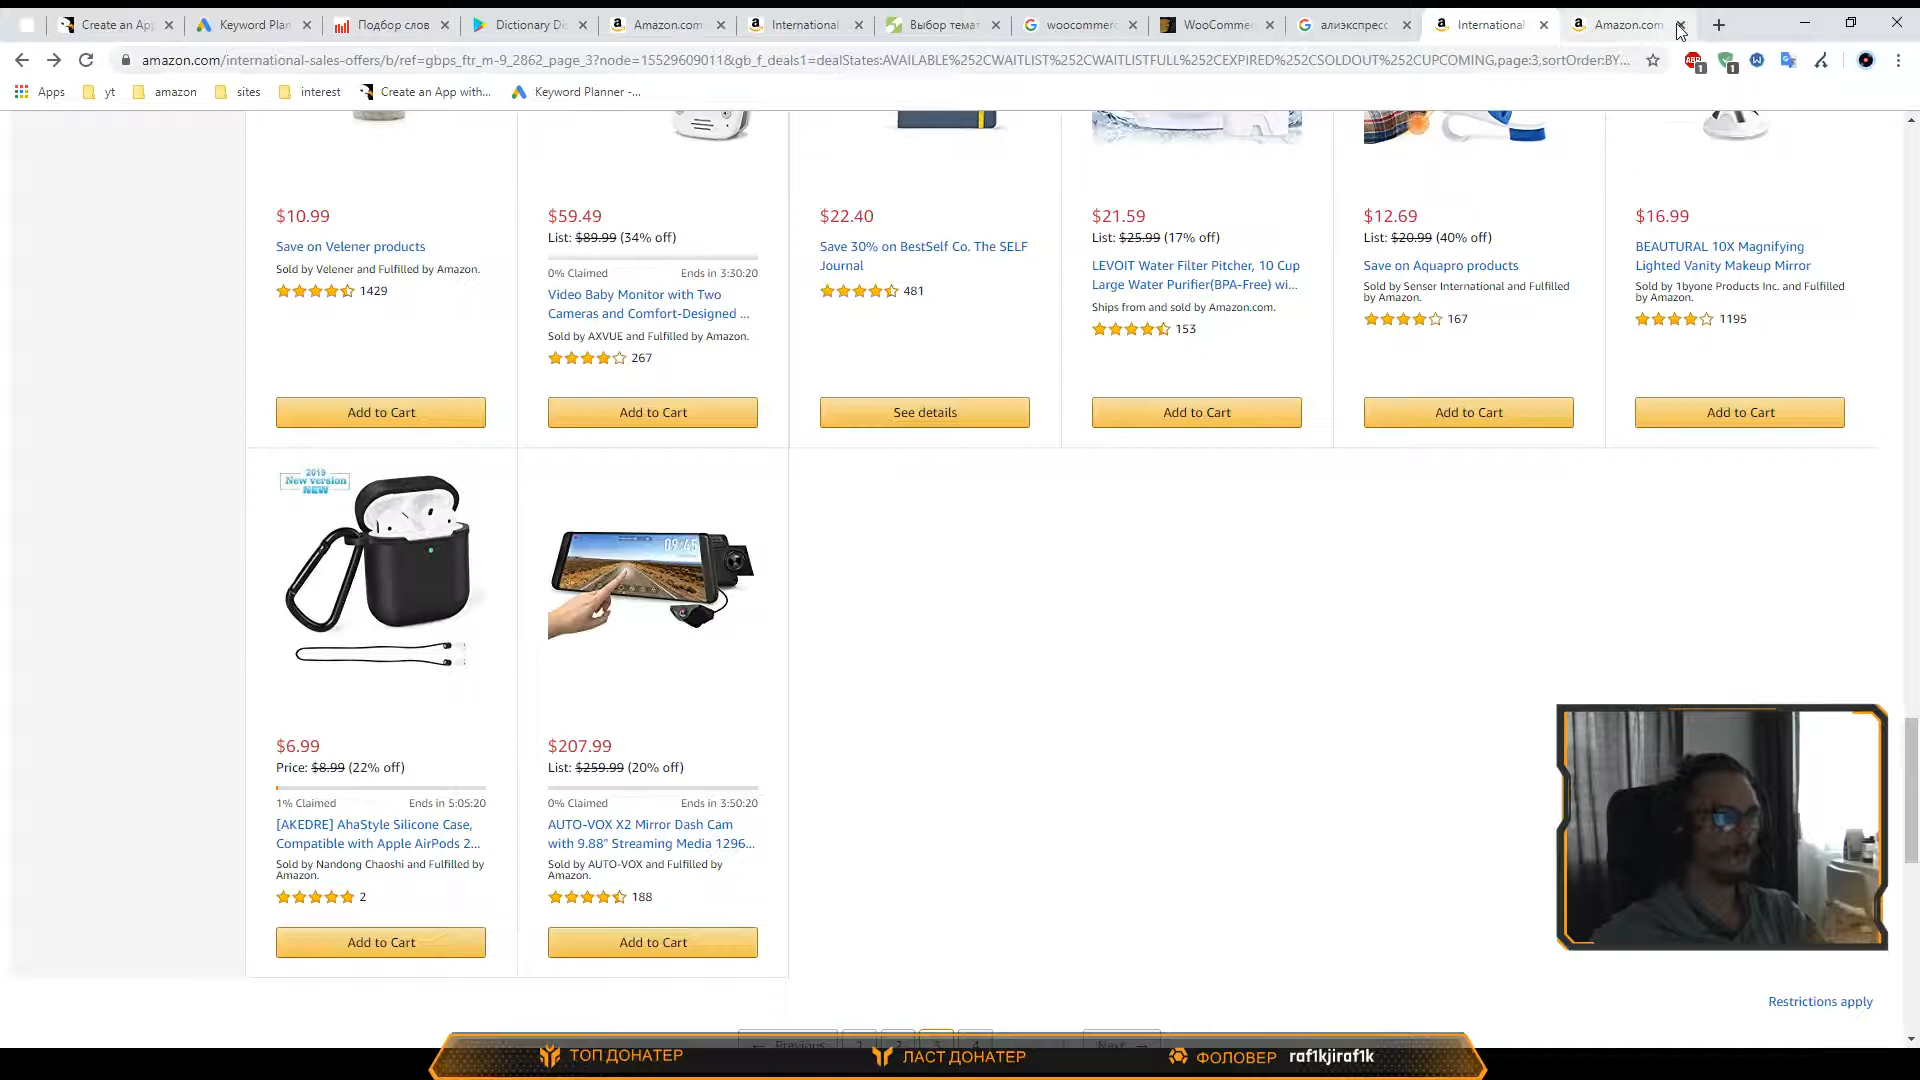 Create an App
Keyword Plan
Подбор слов
Dictionary Di
Amazon.com
International
Выбор темат
woocommerc
WooCommer
алиэкспресс
International
Amazon.com
amazon.com/international-sales-offers/b/ref=gbps_ftr_m-9_2862_page_3?node=15529609011&gb_f_deals1=dealStates:AVAILABLE%252CWAITLIST%252CWAITLISTFULL%252CEXPIRED%252CSOLDOUT%252CUPCOMING,page:3,sortOrder:BY...
Apps
yt
amazon
sites
interest
Create an App with...
Keyword Planner -...
$10.99
Save on Velener products
Sold by Velener and Fulfilled by Amazon.
1429
Add to Cart
$59.49
List: $89.99 (34% off)
0% Claimed Ends in 3:30:20
Video Baby Monitor with Two
Cameras and Comfort-Designed ...
Sold by AXVUE and Fulfilled by Amazon.
267
Add to Cart
$22.40
Save 30% on BestSelf Co. The SELF
Journal
481
See details
$21.59
List: $25.99 (17% off)
LEVOIT Water Filter Pitcher, 10 Cup
Large Water Purifier(BPA-Free) wi...
Ships from and sold by Amazon.com.
153
Add to Cart
$12.69
List: $20.99 (40% off)
Save on Aquapro products
Sold by Senser International and Fulfilled
by Amazon.
167
Add to Cart
$16.99
BEAUTURAL 10X Magnifying
Lighted Vanity Makeup Mirror
Sold by 1byone Products Inc. and Fulfilled
by Amazon.
1195
Add to Cart
2019
New version
NEW
$6.99
Price: $8.99 (22% off)
1% Claimed Ends in 5:05:20
[AKEDRE] AhaStyle Silicone Case,
Compatible with Apple AirPods 2...
Sold by Nandong Chaoshi and Fulfilled by
Amazon.
2
Add to Cart
09:45
$207.99
List: $259.99 (20% off)
0% Claimed Ends in 3:50:20
AUTO-VOX X2 Mirror Dash Cam
with 9.88" Streaming Media 1296...
Sold by AUTO-VOX and Fulfilled by
Amazon.
188
Add to Cart
Restrictions apply
← Previous 1 2 3 4 Next →
ТОП ДОНАТЕР
ЛАСТ ДОНАТЕР
ФОЛОВЕР raf1kjiraf1k